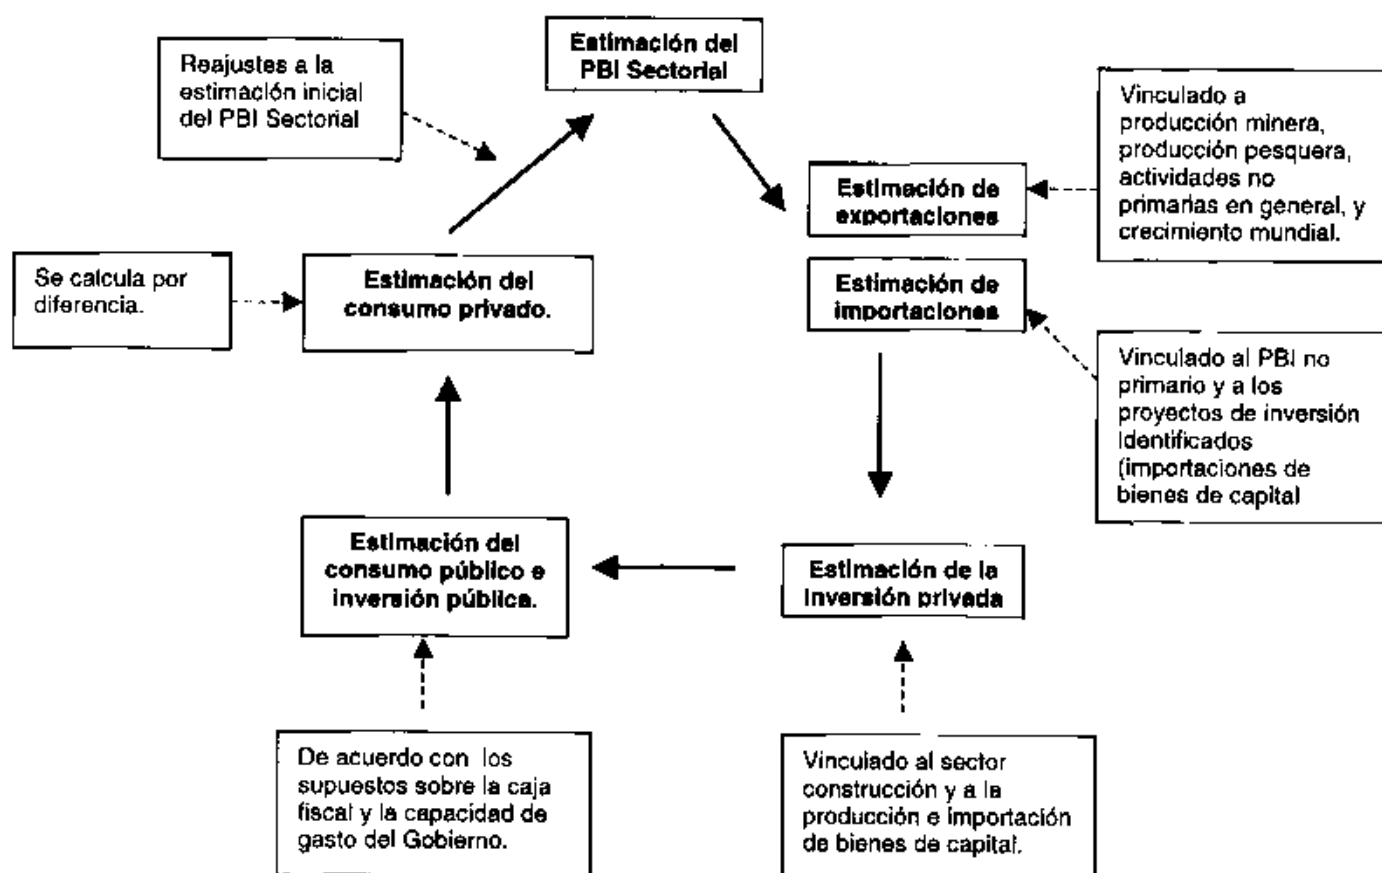 Estimación del
PBI Sectorial
Reajustes a la
estimación inicial
del PBI Sectorial
Vinculado a
producción minera,
producción pesquera,
actividades no
primarias en general, y
crecimiento mundial.
Estimación de
exportaciones
Estimación de
importaciones
Se calcula por
diferencia.
Estimación del
consumo privado.
Vinculado al PBI no
primario y a los
proyectos de inversión
identificados
(importaciones de
bienes de capital
Estimación del
consumo público e
inversión pública.
Estimación de la
inversión privada
De acuerdo con los
supuestos sobre la caja
fiscal y la capacidad de
gasto del Gobierno.
Vinculado al sector
construcción y a la
producción e importación
de bienes de capital.